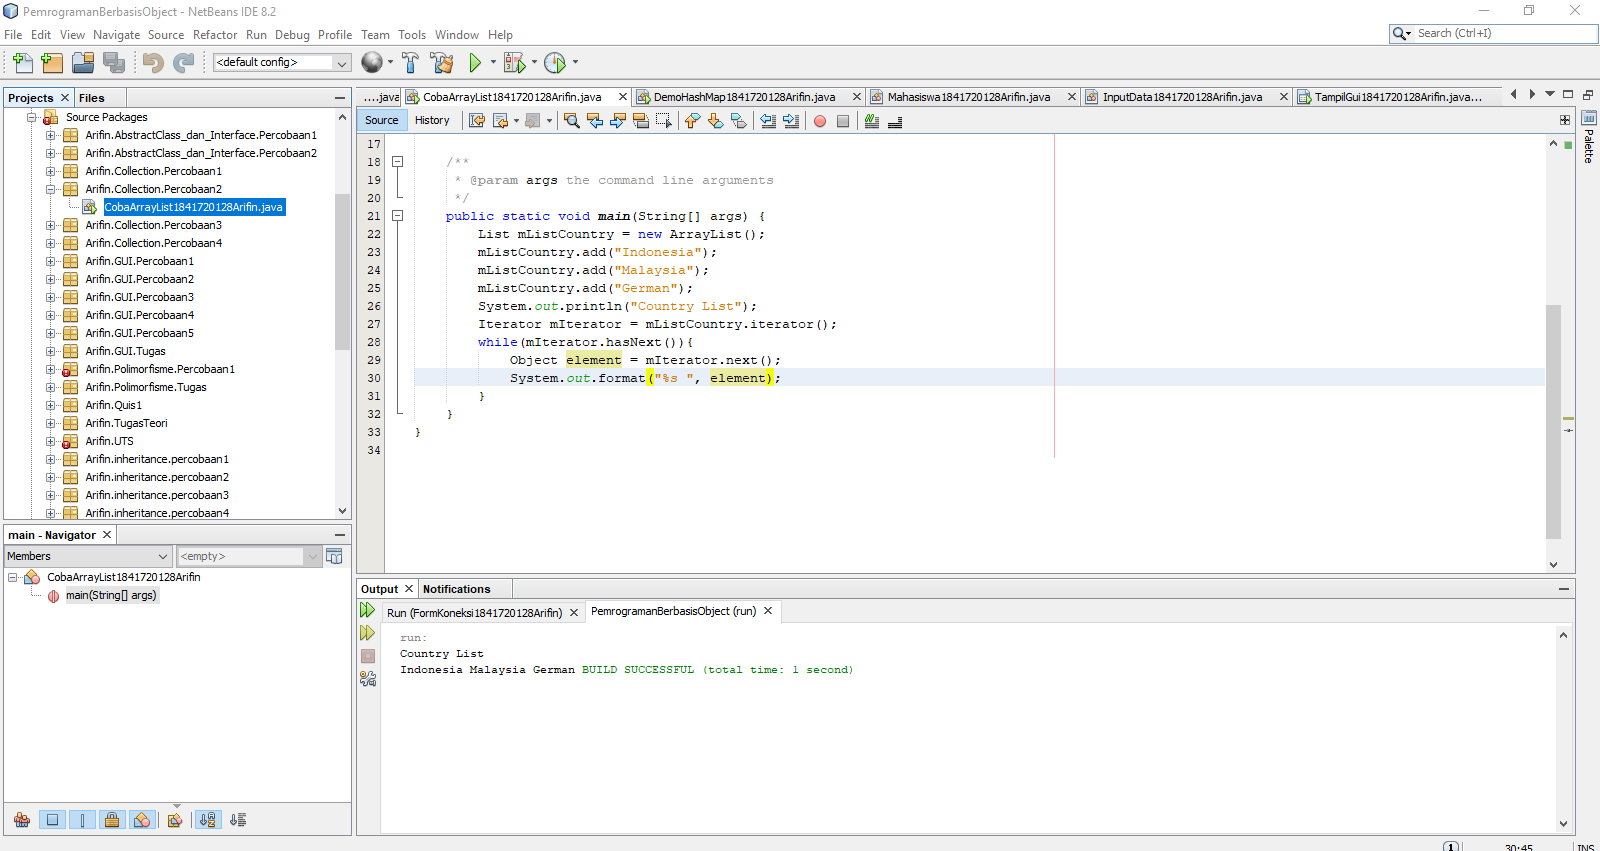 PemrogramanBerbasisObject - NetBeans IDE 8.2
File Edit View Navigate Source Refactor Run Debug Profile Team Tools Window Help
Search (Ctrl+I)
<default config>
Projects Files
Source Packages
Arifin.AbstractClass_dan_Interface.Percobaan1
Arifin.AbstractClass_dan_Interface.Percobaan2
Arifin.Collection.Percobaan1
Arifin.Collection.Percobaan2
CobaArrayList1841720128Arifin.java
Arifin.Collection.Percobaan3
Arifin.Collection.Percobaan4
Arifin.GUI.Percobaan1
Arifin.GUI.Percobaan2
Arifin.GUI.Percobaan3
Arifin.GUI.Percobaan4
Arifin.GUI.Percobaan5
Arifin.GUI.Tugas
Arifin.Polimorfisme.Percobaan1
Arifin.Polimorfisme.Tugas
Arifin.Quis1
Arifin.TugasTeori
Arifin.UTS
Arifin.inheritance.percobaan1
Arifin.inheritance.percobaan2
Arifin.inheritance.percobaan3
Arifin.inheritance.percobaan4
main - Navigator
Members <empty>
CobaArrayList1841720128Arifin
main(String[] args)
....java CobaArrayList1841720128Arifin.java DemoHashMap1841720128Arifin.java Mahasiswa1841720128Arifin.java InputData1841720128Arifin.java TampilGui1841720128Arifin.java...
Source History
Palette
17
18 /**
19 * @param args the command line arguments
20 */
21 public static void main(String[] args) {
22 List mListCountry = new ArrayList();
23 mListCountry.add("Indonesia");
24 mListCountry.add("Malaysia");
25 mListCountry.add("German");
26 System.out.println("Country List");
27 Iterator mIterator = mListCountry.iterator();
28 while(mIterator.hasNext()){
29 Object element = mIterator.next();
30 System.out.format("%s ", element);
31 }
32 }
33 }
34
Output Notifications
Run (FormKoneksi1841720128Arifin) PemrogramanBerbasisObject (run)
run:
Country List
Indonesia Malaysia German BUILD SUCCESSFUL (total time: 1 second)
1 30:45 INS